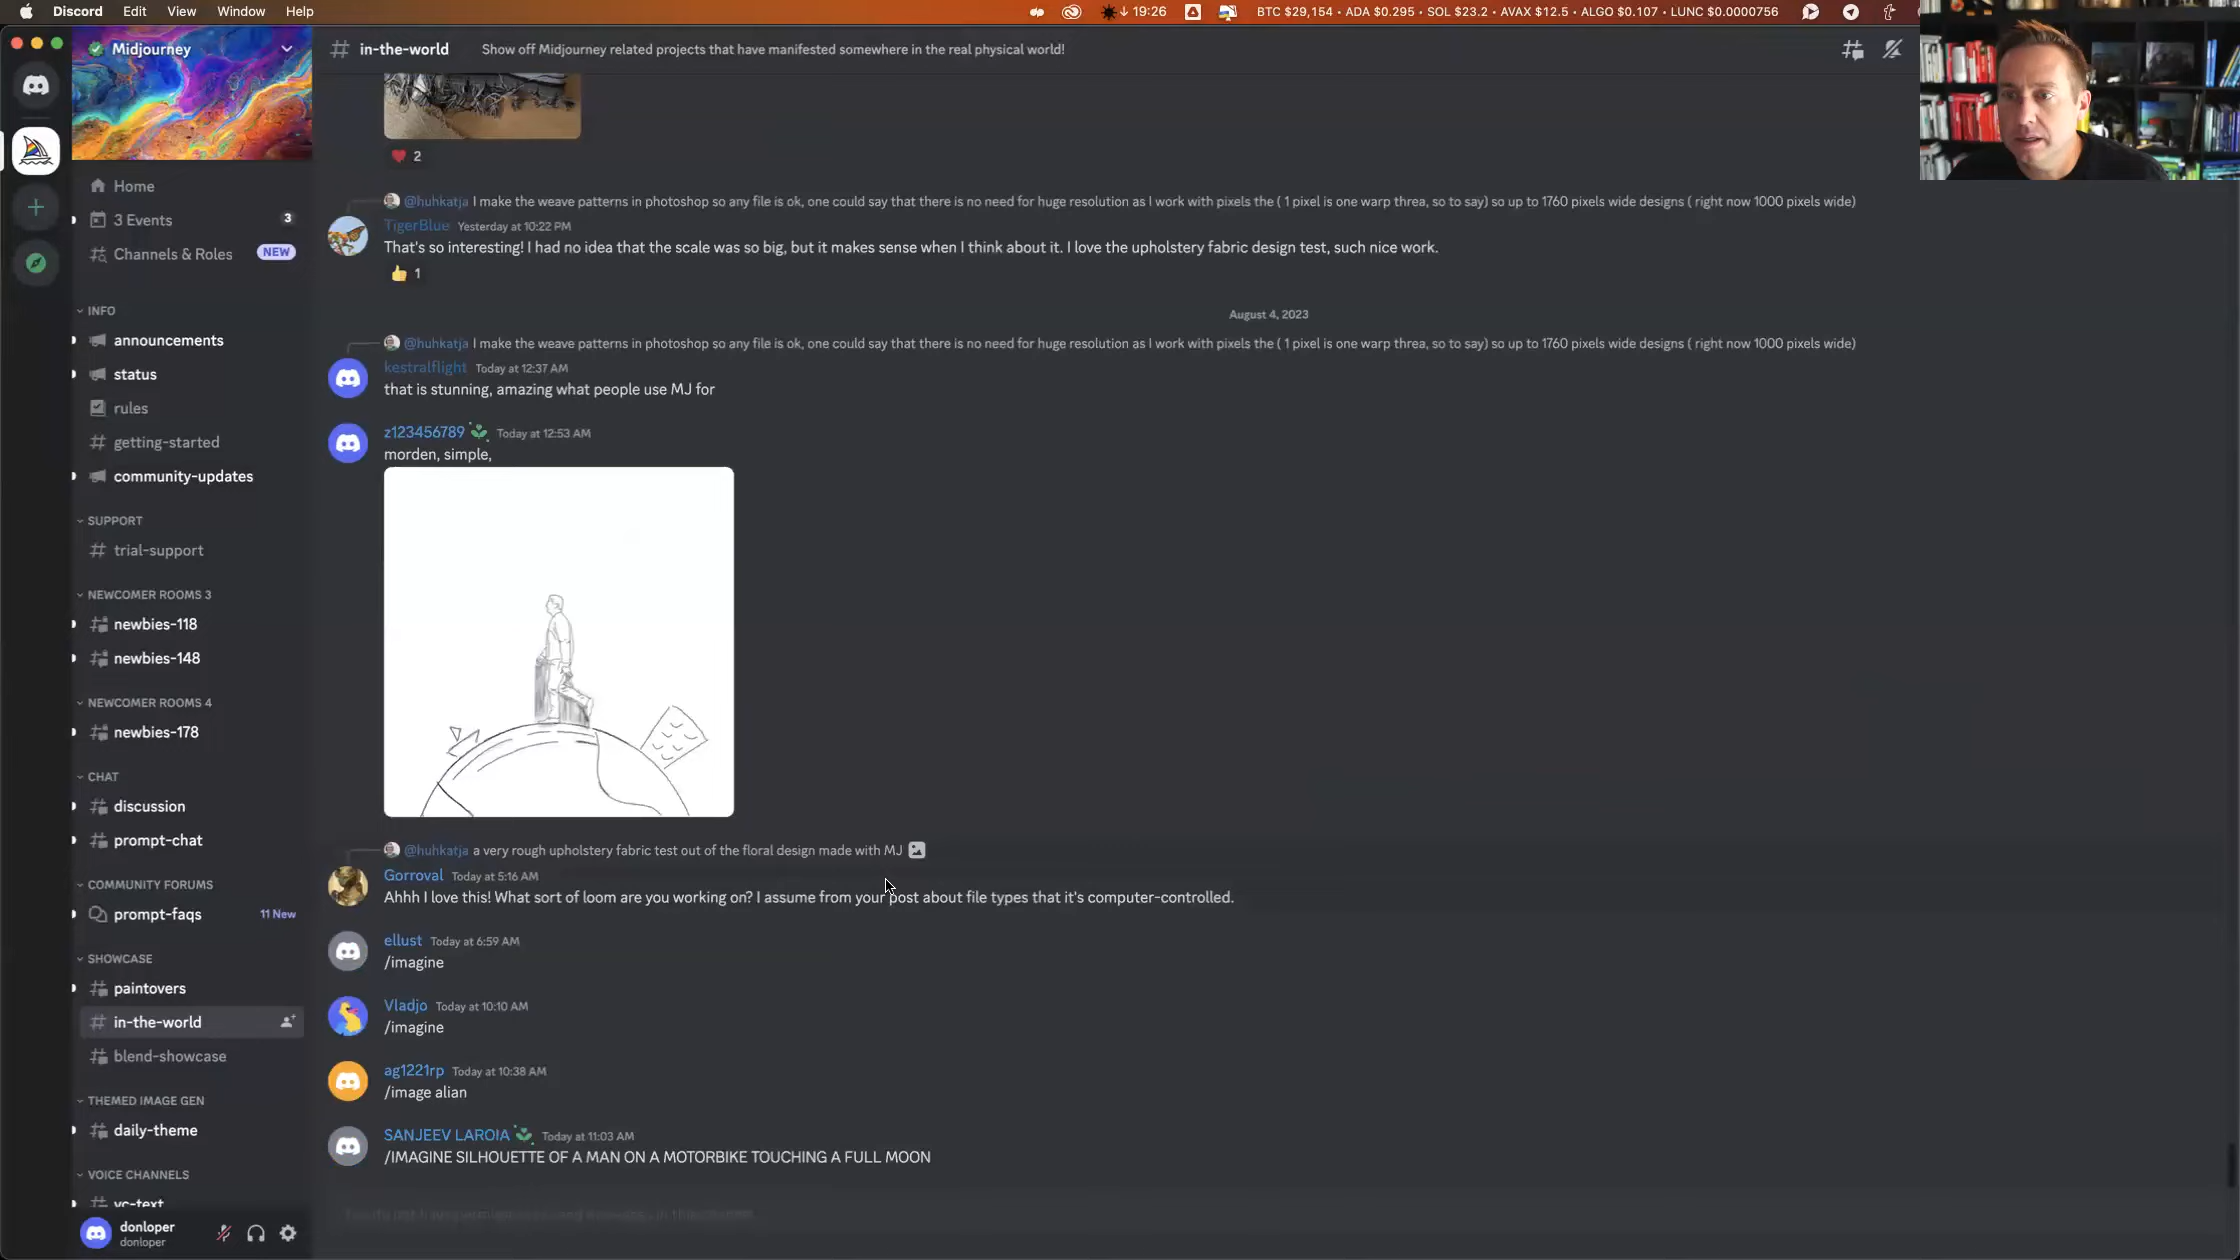 Discord Edit View Window Help
19:26 BTC $29,154 • ADA $0.295 • SOL $23.2 • AVAX $12.5 • ALGO $0.107 • LUNC $0.0000756
Midjourney
Home
3 Events 3
Channels & Roles NEW
INFO
announcements
status
rules
getting-started
community-updates
SUPPORT
trial-support
NEWCOMER ROOMS 3
newbies-118
newbies-148
NEWCOMER ROOMS 4
newbies-178
CHAT
discussion
prompt-chat
COMMUNITY FORUMS
prompt-faqs 11 New
SHOWCASE
paintovers
in-the-world
blend-showcase
THEMED IMAGE GEN
daily-theme
VOICE CHANNELS
vc-text
donloper
donloper
in-the-world Show off Midjourney related projects that have manifested somewhere in the real physical world!
2
@huhkatja I make the weave patterns in photoshop so any file is ok, one could say that there is no need for huge resolution as I work with pixels the ( 1 pixel is one warp threa, so to say) so up to 1760 pixels wide designs ( right now 1000 pixels wide)
TigerBlue Yesterday at 10:22 PM
That's so interesting! I had no idea that the scale was so big, but it makes sense when I think about it. I love the upholstery fabric design test, such nice work.
1
August 4, 2023
@huhkatja I make the weave patterns in photoshop so any file is ok, one could say that there is no need for huge resolution as I work with pixels the ( 1 pixel is one warp threa, so to say) so up to 1760 pixels wide designs ( right now 1000 pixels wide)
kestralflight Today at 12:37 AM
that is stunning, amazing what people use MJ for
z123456789 Today at 12:53 AM
morden, simple,
@huhkatja a very rough upholstery fabric test out of the floral design made with MJ
Gorroval Today at 5:16 AM
Ahhh I love this! What sort of loom are you working on? I assume from your post about file types that it's computer-controlled.
ellust Today at 6:59 AM
/imagine
Vladjo Today at 10:10 AM
/imagine
ag1221rp Today at 10:38 AM
/image alian
SANJEEV LAROIA Today at 11:03 AM
/IMAGINE SILHOUETTE OF A MAN ON A MOTORBIKE TOUCHING A FULL MOON